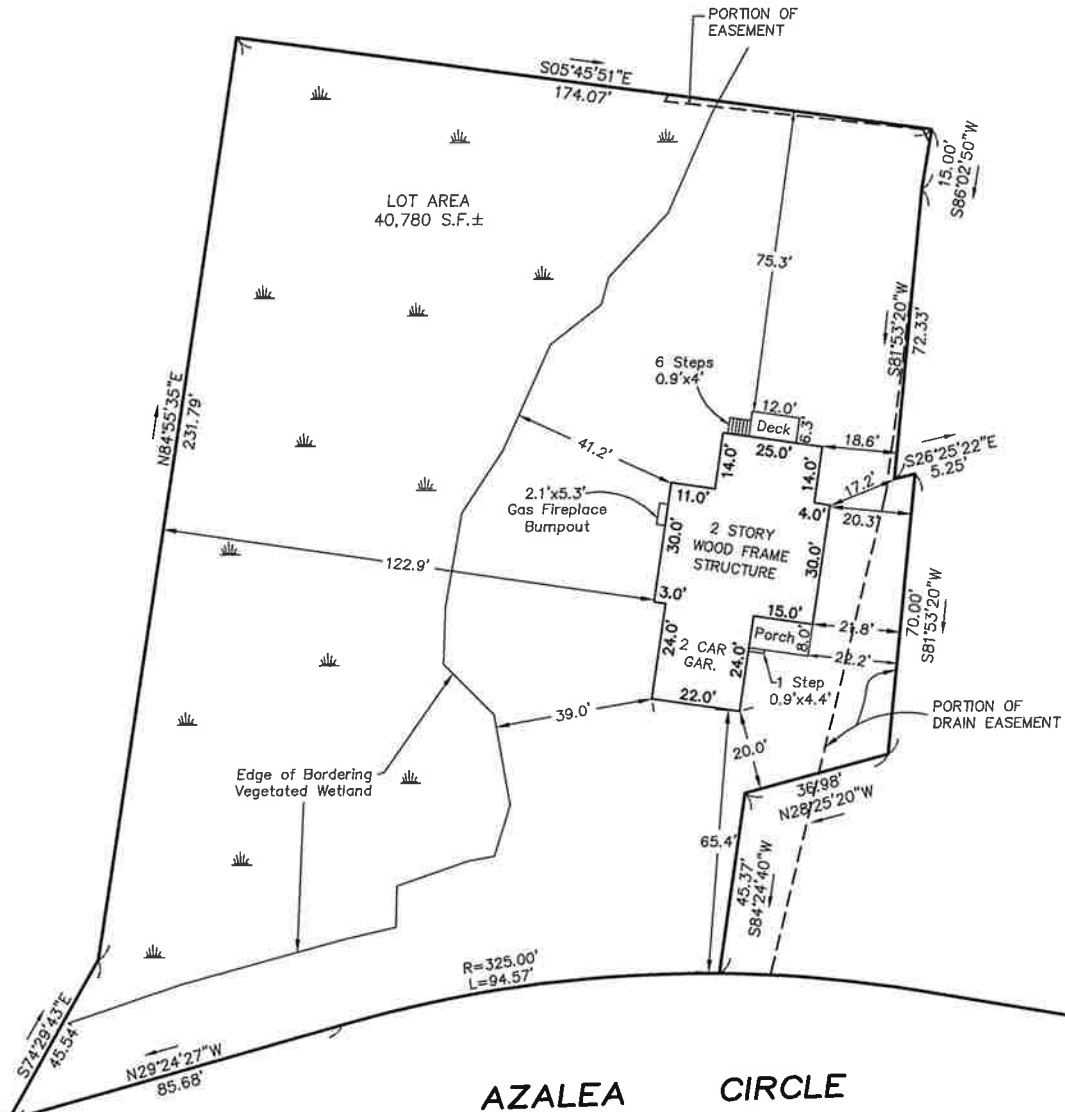 PORTION OF
EASEMENT
S05°45'51"E
174.07'
15.00'
S86°02'50"W
LOT AREA
40,780 S.F.±
75.3'
S81°53'20"W
72.33'
N84°55'35"E
231.79'
6 Steps
0.9'x4'
12.0'
Deck
6.3'
41.2'
14.0'
25.0'
14.0'
18.6'
S26°25'22"E
5.25'
17.2'
2.1'x5.3'
Gas Fireplace
Bumpout
11.0'
4.0'
20.3'
30.0'
2 STORY
WOOD FRAME
STRUCTURE
30.0'
122.9'
3.0'
15.0'
Porch
8.0'
21.8'
22.2'
70.00'
S81°53'20"W
24.0'
2 CAR
GAR.
24.0'
1 Step
0.9'x4.4'
22.0'
39.0'
PORTION OF
DRAIN EASEMENT
20.0'
Edge of Bordering
Vegetated Wetland
36.98'
N28°25'20"W
65.4'
45.37'
S84°24'40"W
R=325.00'
L=94.57'
S74°29'43"E
45.54'
N29°24'27"W
85.68'
AZALEA CIRCLE